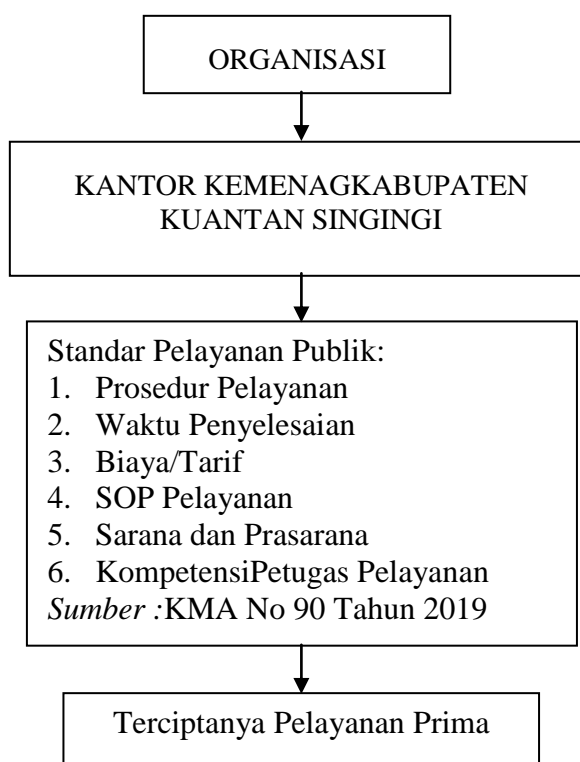 ORGANISASI
KANTOR KEMENAGKABUPATEN
KUANTAN SINGINGI
Standar Pelayanan Publik:
1. Prosedur Pelayanan
2. Waktu Penyelesaian
3. Biaya/Tarif
4. SOP Pelayanan
5. Sarana dan Prasarana
6. KompetensiPetugas Pelayanan
Sumber :KMA No 90 Tahun 2019
Terciptanya Pelayanan Prima